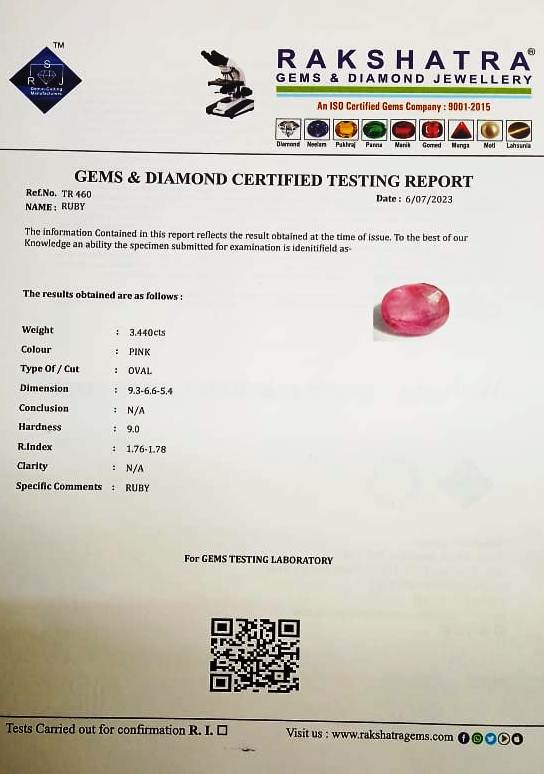 TM
R S J
Gemstone Cutting
Manufacturers
RAKSHATRA®
GEMS & DIAMOND JEWELLERY
An ISO Certified Gems Company : 9001-2015
Diamond Neelam Pukhraj Panna Manik Gomed Munga Moti Lahsunia
GEMS & DIAMOND CERTIFIED TESTING REPORT
Ref.No. TR 460
Date : 6/07/2023
NAME : RUBY
The information Contained in this report reflects the result obtained at the time of issue. To the best of our
Knowledge an ability the specimen submitted for examination is idenitifield as-
The results obtained are as follows :
Weight : 3.440cts
Colour : PINK
Type Of / Cut : OVAL
Dimension : 9.3-6.6-5.4
Conclusion : N/A
Hardness : 9.0
R.Index : 1.76-1.78
Clarity : N/A
Specific Comments : RUBY
For GEMS TESTING LABORATORY
Tests Carried out for confirmation R. I. ☐
Visit us : www.rakshatragems.com